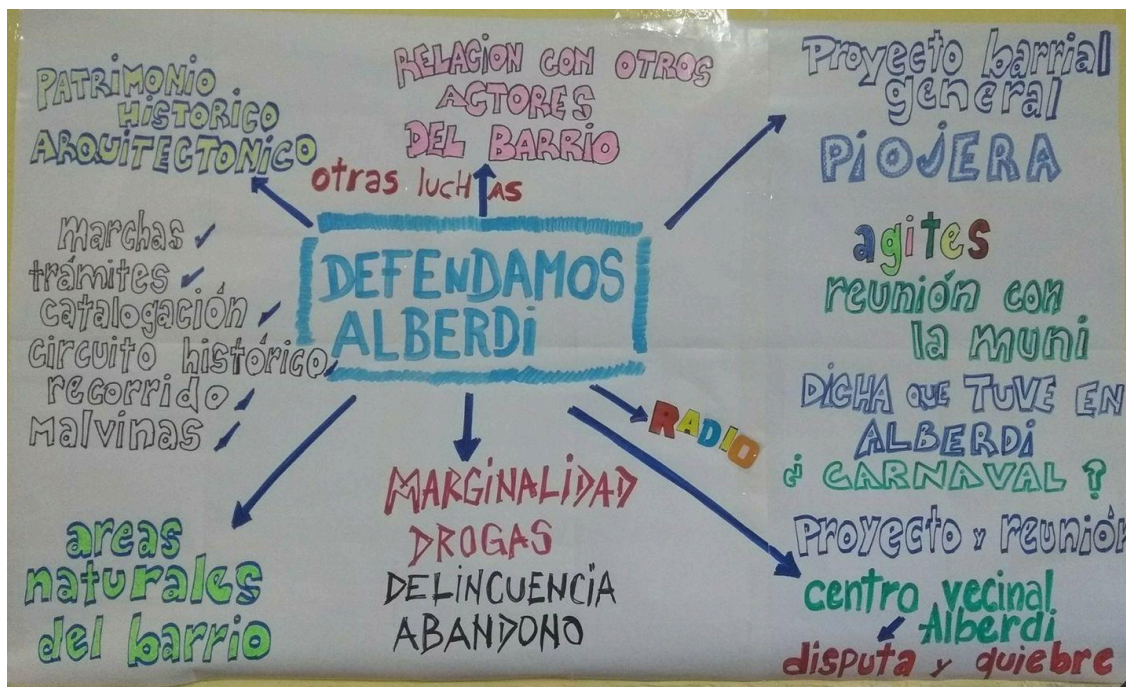 PATRIMONIO
HISTORICO
ARQUITECTONICO
RELACION CON OTROS
ACTORES
DEL BARRIO
otras luchas
Proyecto barrial
general
PIOJERA
marchas
trámites
catalogación
circuito histórico
recorrido
Malvinas
DEFENDAMOS
ALBERDI
agites
reunión con
la muni
DICHA QUE TUVE EN
ALBERDI
¿CARNAVAL?
RADIO
areas
naturales
del barrio
MARGINALIDAD
DROGAS
DELINCUENCIA
ABANDONO
Proyecto y reunión
centro vecinal
Alberdi
disputa y quiebre